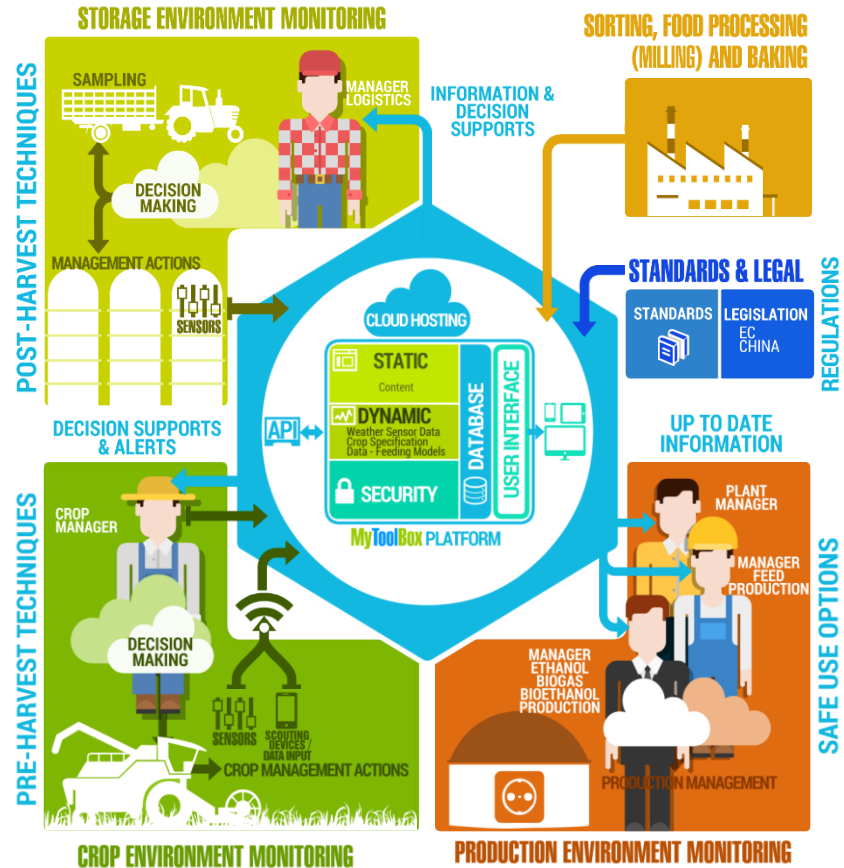 STORAGE ENVIRONMENT MONITORING
POST-HARVEST TECHNIQUES
SAMPLING
MANAGER
LOGISTICS
DECISION
MAKING
MANAGEMENT ACTIONS
SENSORS
INFORMATION &
DECISION
SUPPORTS
SORTING, FOOD PROCESSING
(MILLING) AND BAKING
STANDARDS & LEGAL
STANDARDS
LEGISLATION
EC
CHINA
REGULATIONS
CLOUD HOSTING
STATIC
Content
DYNAMIC
Weather Sensor Data
Crop Specification
Data - Feeding Models
SECURITY
DATABASE
USER INTERFACE
API
MyToolBox PLATFORM
DECISION SUPPORTS
& ALERTS
PRE-HARVEST TECHNIQUES
CROP
MANAGER
DECISION
MAKING
SENSORS
SCOUTING
DEVICES /
DATA INPUT
CROP MANAGEMENT ACTIONS
CROP ENVIRONMENT MONITORING
UP TO DATE
INFORMATION
PLANT
MANAGER
MANAGER
FEED
PRODUCTION
MANAGER
ETHANOL
BIOGAS
BIOETHANOL
PRODUCTION
PRODUCTION MANAGEMENT
SAFE USE OPTIONS
PRODUCTION ENVIRONMENT MONITORING